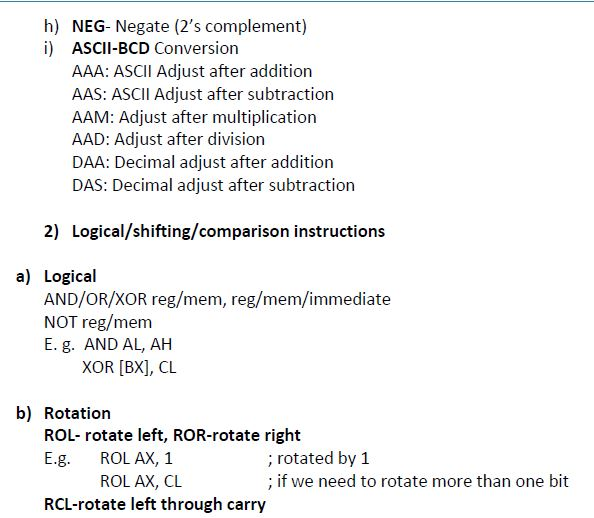 h) NEG- Negate (2's complement)
i) ASCII-BCD Conversion
AAA: ASCII Adjust after addition
AAS: ASCII Adjust after subtraction
AAM: Adjust after multiplication
AAD: Adjust after division
DAA: Decimal adjust after addition
DAS: Decimal adjust after subtraction
2) Logical/shifting/comparison instructions
a) Logical
AND/OR/XOR reg/mem, reg/mem/immediate
NOT reg/mem
E. g. AND AL, AH
XOR [BX], CL
b) Rotation
ROL- rotate left, ROR-rotate right
E.g. ROL AX, 1 ; rotated by 1
ROL AX, CL ; if we need to rotate more than one bit
RCL-rotate left through carry